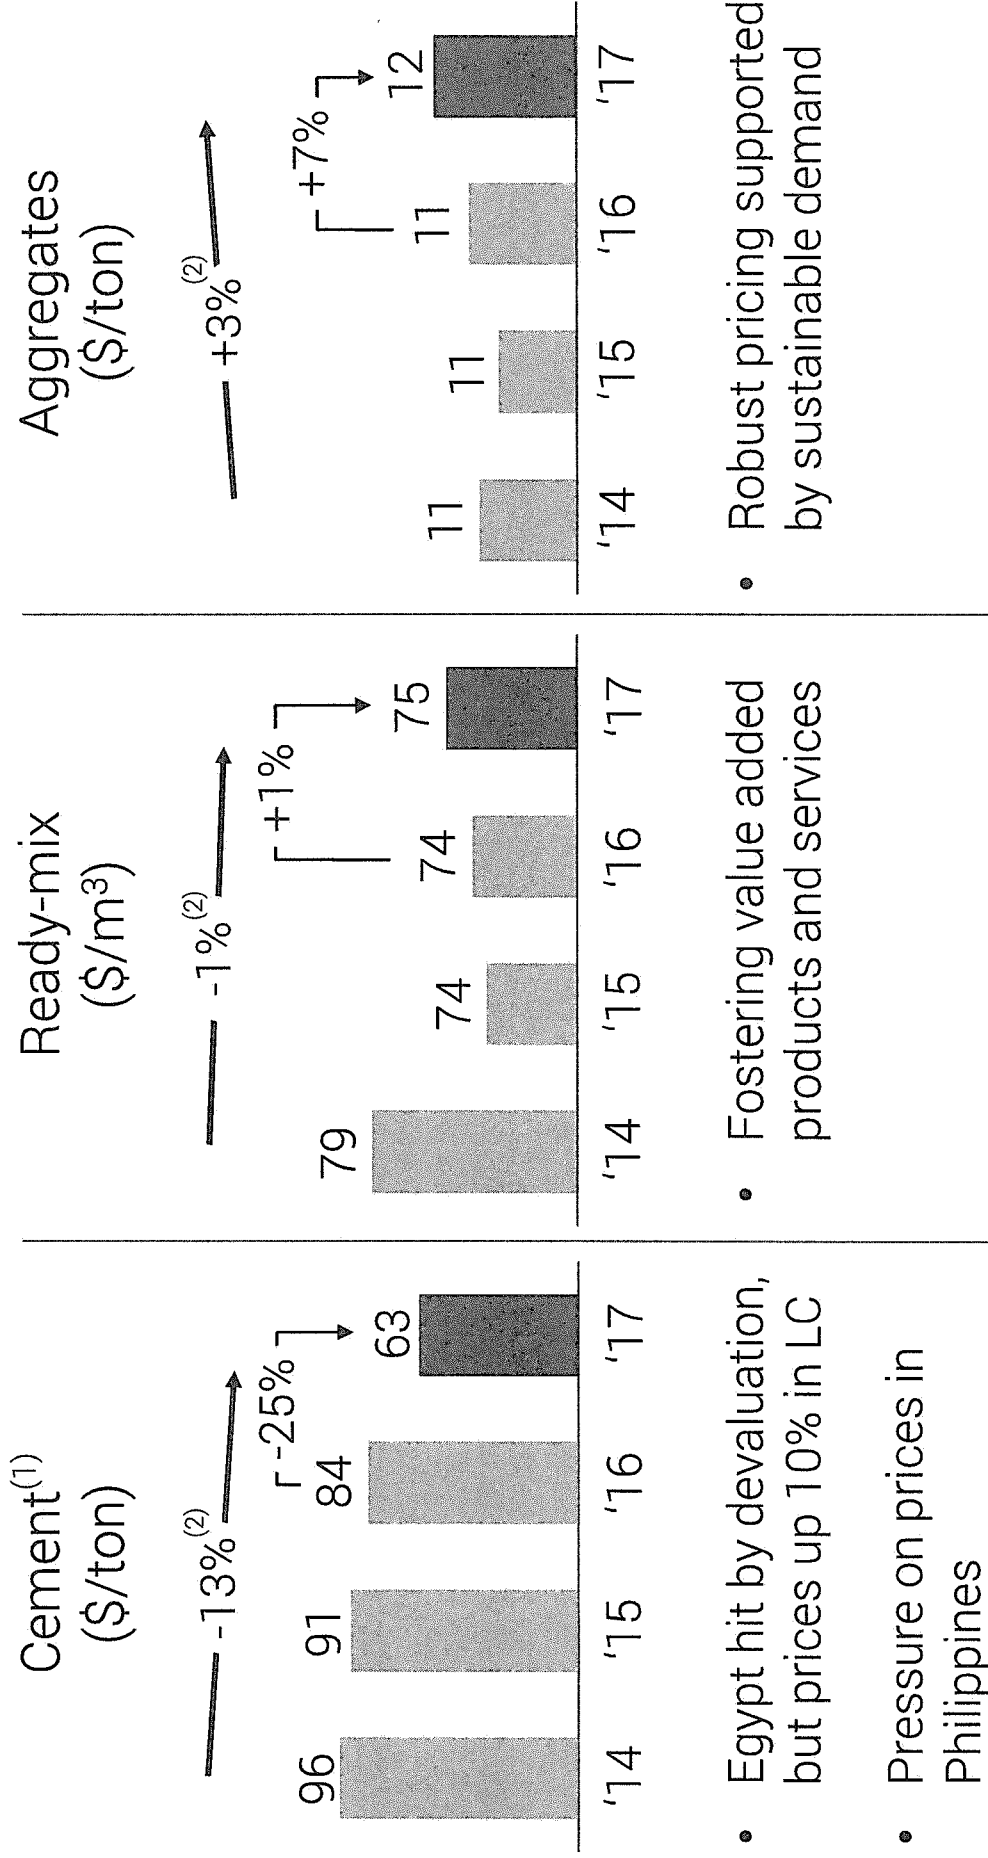 Cement(1)
($/ton)
-13%(2)
-25%
96
91
84
63
'14
'15
'16
'17
• Egypt hit by devaluation,
but prices up 10% in LC
• Pressure on prices in
Philippines
Ready-mix
($/m³)
-1%(2)
+1%
79
74
74
75
'14
'15
'16
'17
• Fostering value added
products and services
Aggregates
($/ton)
+3%(2)
+7%
11
11
11
12
'14
'15
'16
'17
• Robust pricing supported
by sustainable demand